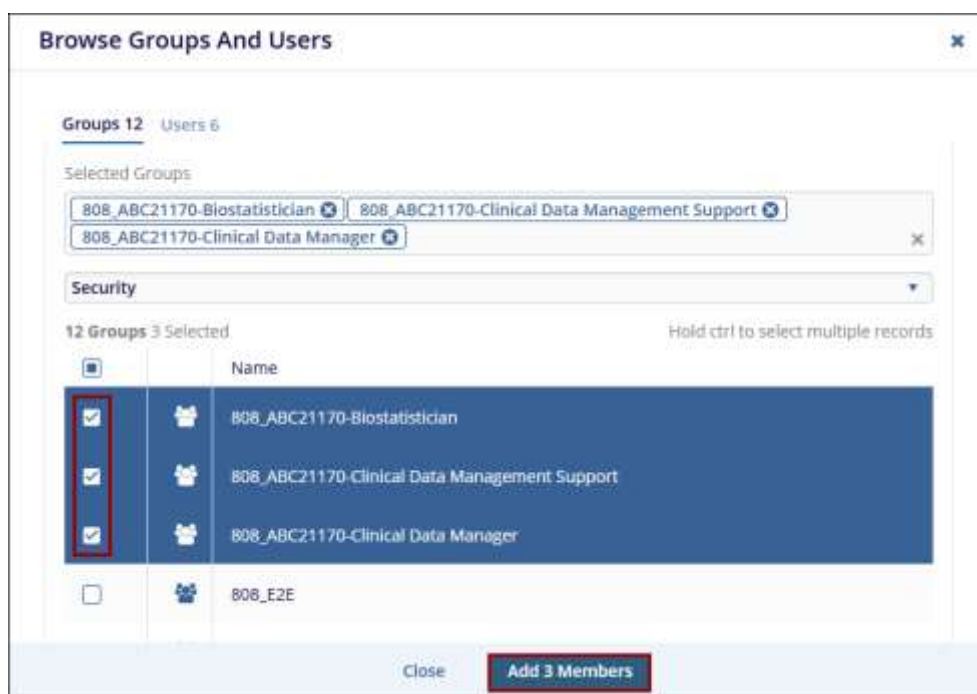 Browse Groups And Users
Groups 12 Users 6
Selected Groups
808_ABC21170-Biostatistician 808_ABC21170-Clinical Data Management Support
808_ABC21170-Clinical Data Manager
Security
12 Groups 3 Selected Hold ctrl to select multiple records
Name
808_ABC21170-Biostatistician
808_ABC21170-Clinical Data Management Support
808_ABC21170-Clinical Data Manager
808_E2E
Close Add 3 Members